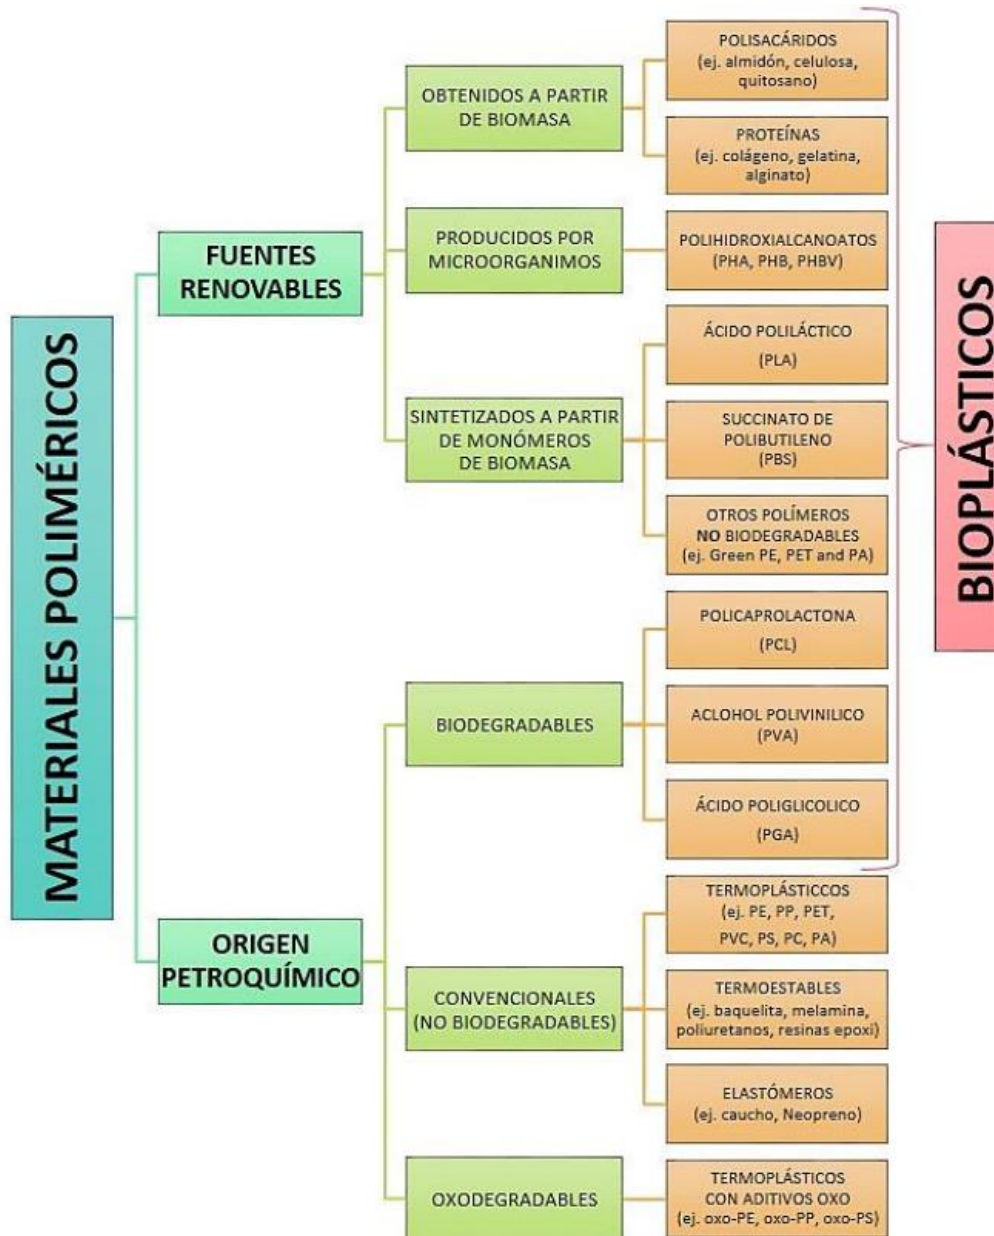 MATERIALES POLIMÉRICOS
FUENTES
RENOVABLES
OBTENIDOS A PARTIR
DE BIOMASA
POLISACÁRIDOS
(ej. almidón, celulosa,
quitosano)
PROTEÍNAS
(ej. colágeno, gelatina,
alginato)
PRODUCIDOS POR
MICROORGANIMOS
POLIHIDROXIALCANOATOS
(PHA, PHB, PHBV)
SINTETIZADOS A PARTIR
DE MONÓMEROS
DE BIOMASA
ÁCIDO POLILÁCTICO
(PLA)
SUCCINATO DE
POLIBUTILENO
(PBS)
OTROS POLÍMEROS
NO BIODEGRADABLES
(ej. Green PE, PET and PA)
ORIGEN
PETROQUÍMICO
BIODEGRADABLES
POLICAPROLACTONA
(PCL)
ACLOHOL POLIVINILICO
(PVA)
ÁCIDO POLIGLICOLICO
(PGA)
CONVENCIONALES
(NO BIODEGRADABLES)
TERMOPLÁSTICCOS
(ej. PE, PP, PET,
PVC, PS, PC, PA)
TERMOESTABLES
(ej. baquelita, melamina,
poliuretanos, resinas epoxi)
ELASTÓMEROS
(ej. caucho, Neopreno)
OXODEGRADABLES
TERMOPLÁSTICOS
CON ADITIVOS OXO
(ej. oxo-PE, oxo-PP, oxo-PS)
BIOPLÁSTICOS